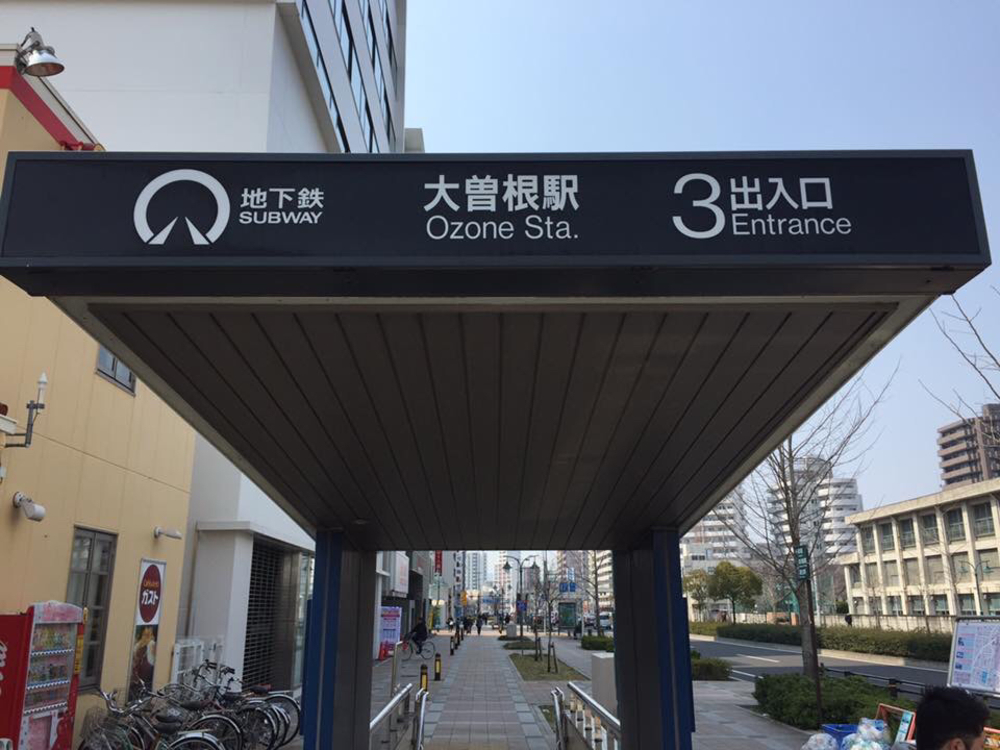 地下鉄
SUBWAY
大曽根駅
Ozone Sta.
3 出入口
Entrance
ガスト